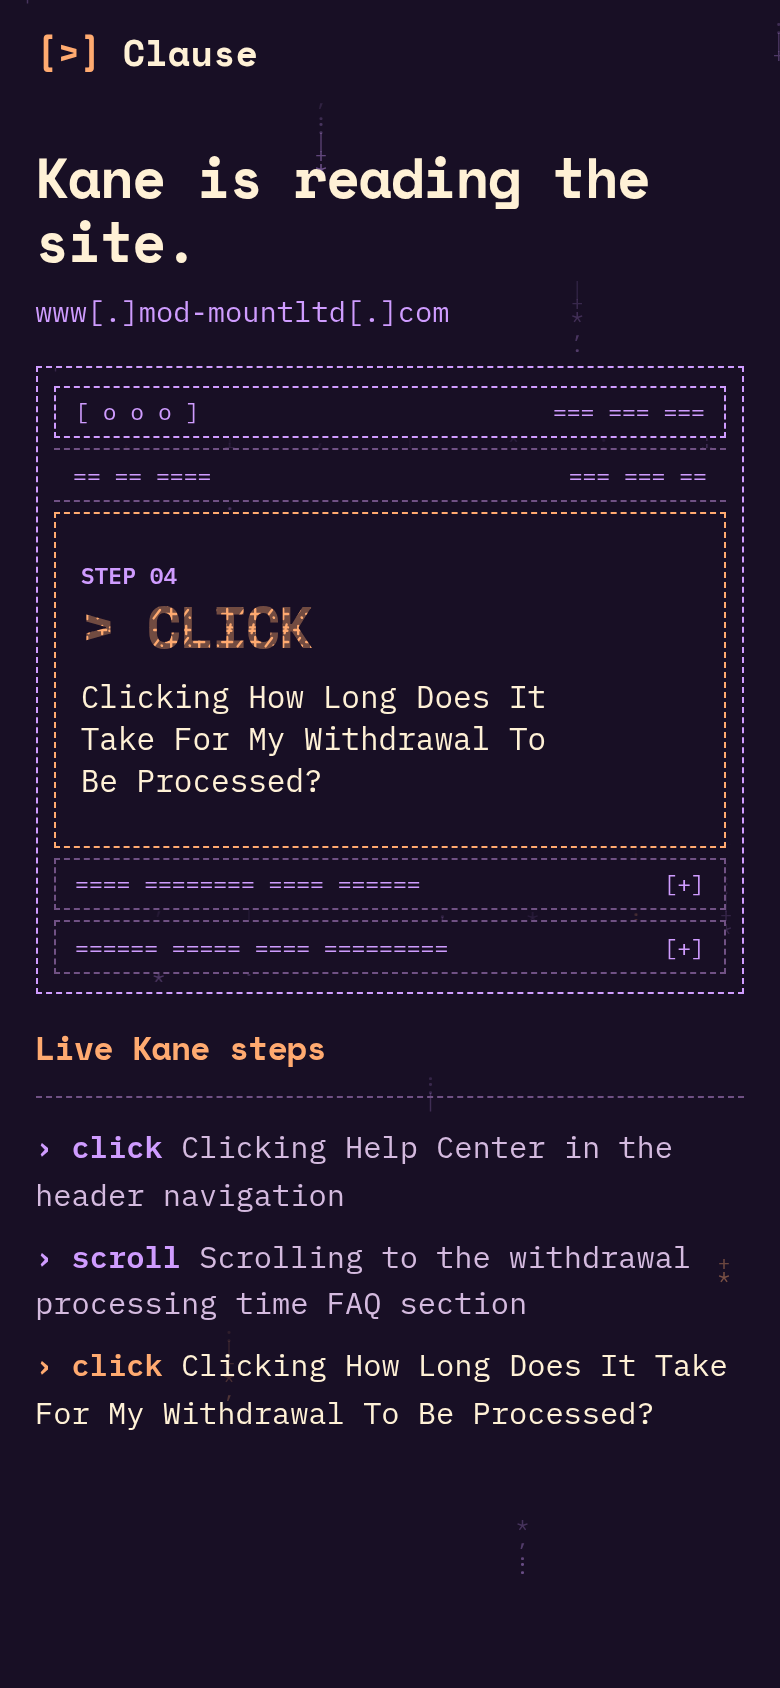 [>] Clause
Kane is reading the
site.
www[.]mod-mountltd[.]com
[ o o o ] === === ===
== == ==== === === ==
STEP 04
> CLICK
Clicking How Long Does It
Take For My Withdrawal To
Be Processed?
==== ======== ==== ====== [+]
====== ===== ==== ========= [+]
Live Kane steps
› click Clicking Help Center in the
header navigation
› scroll Scrolling to the withdrawal
processing time FAQ section
› click Clicking How Long Does It Take
For My Withdrawal To Be Processed?